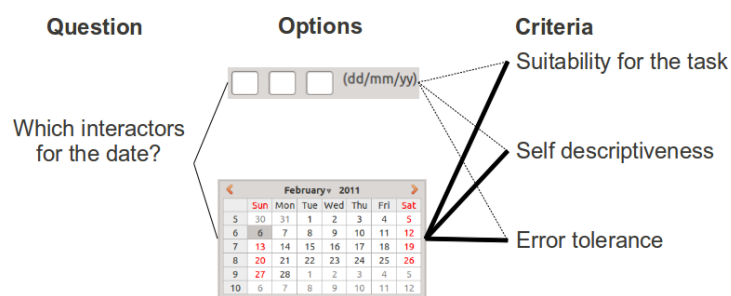 Question
Options
Criteria
Suitability for the task
(dd/mm/yy)
Which interactors
for the date?
Self descriptiveness
February 2011
Sun Mon Tue Wed Thu Fri Sat
5 30 31 1 2 3 4 5
6 6 7 8 9 10 11 12
7 13 14 15 16 17 18 19
8 20 21 22 23 24 25 26
9 27 28 1 2 3 4 5
10 6 7 8 9 10 11 12
Error tolerance